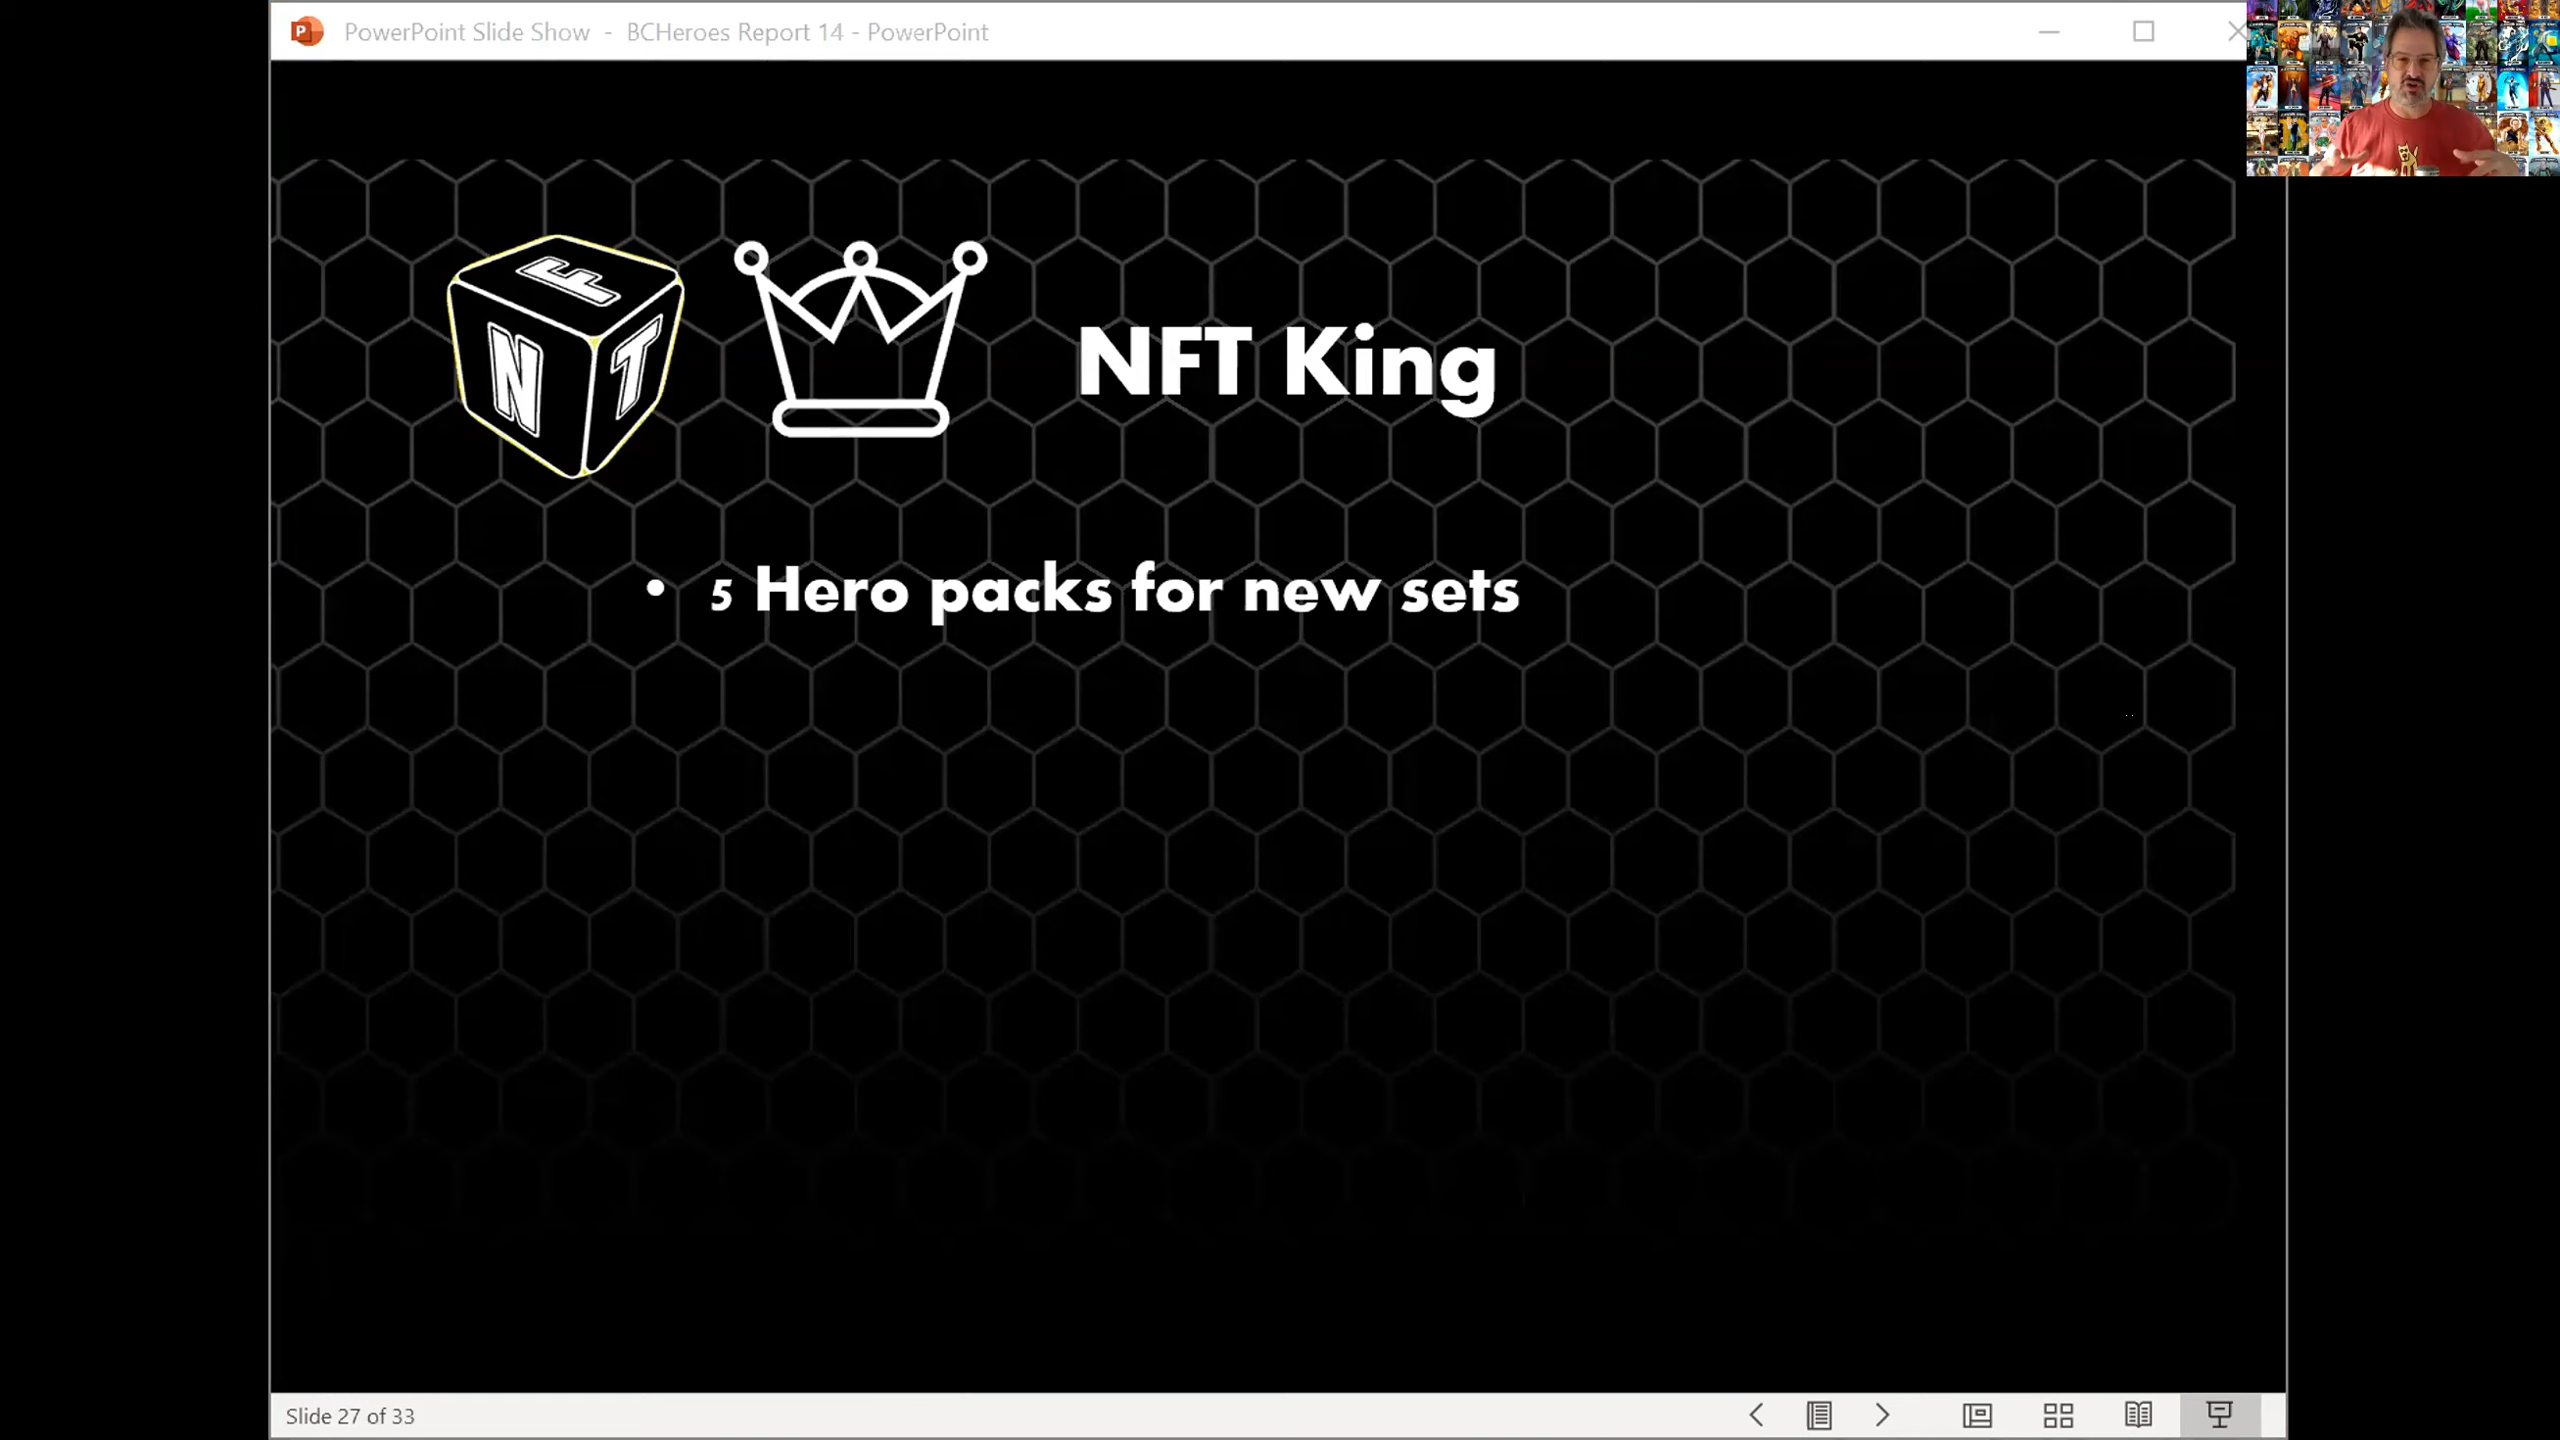 PowerPoint Slide Show - BCHeroes Report 14 - PowerPoint
F
N T
NFT King
• 5 Hero packs for new sets
Slide 27 of 33